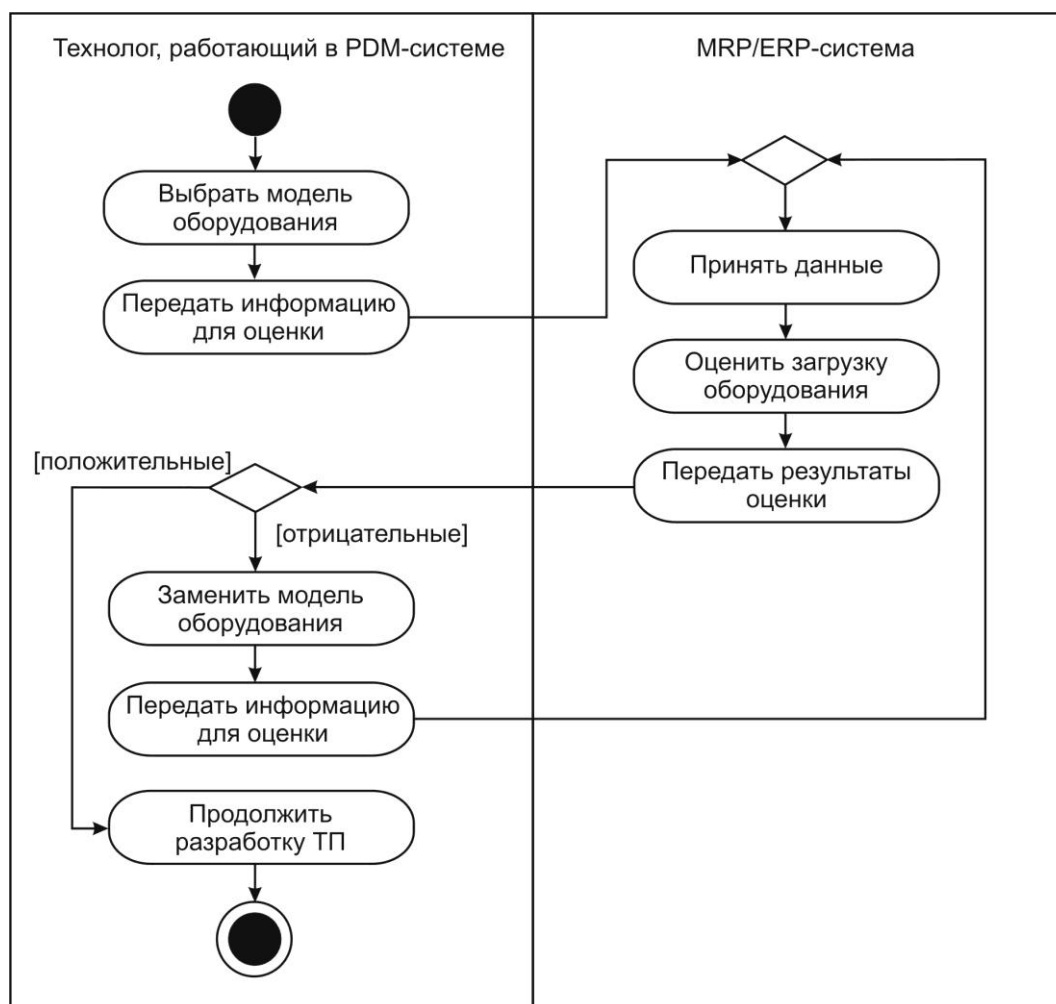 Технолог, работающий в PDM-системе
MRP/ERP-система
Выбрать модель
оборудования
Передать информацию
для оценки
Принять данные
Оценить загрузку
оборудования
Передать результаты
оценки
[положительные]
[отрицательные]
Заменить модель
оборудования
Передать информацию
для оценки
Продолжить
разработку ТП